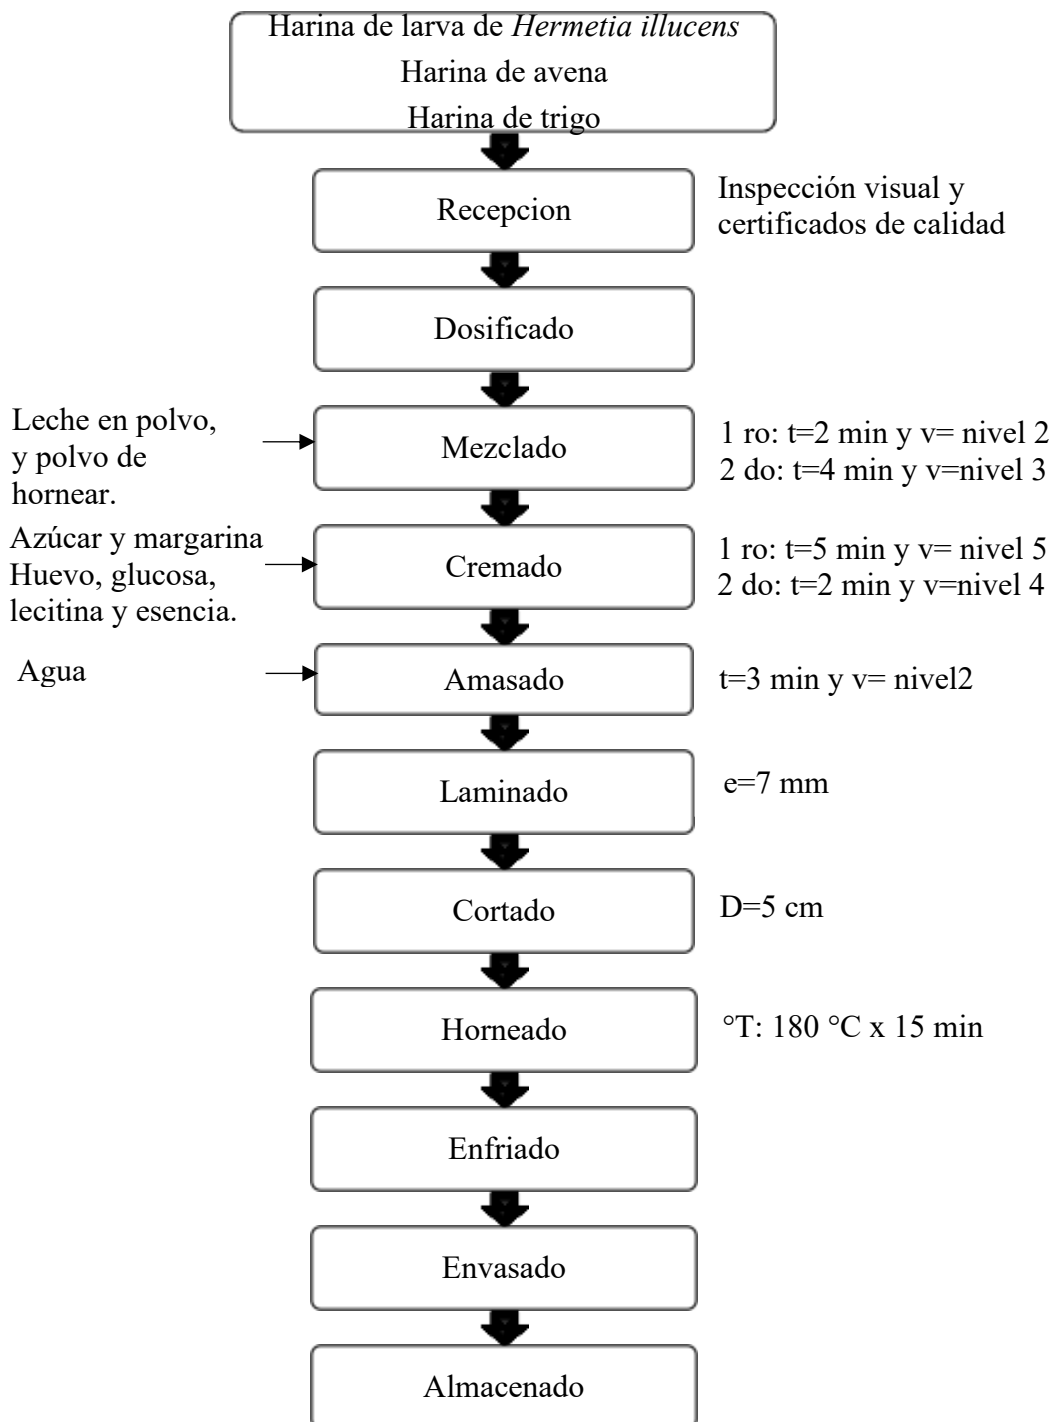 Harina de larva de Hermetia illucens
Harina de avena
Harina de trigo
Recepcion
Inspección visual y
certificados de calidad
Dosificado
Leche en polvo,
y polvo de
hornear.
Mezclado
1 ro: t=2 min y v= nivel 2
2 do: t=4 min y v=nivel 3
Azúcar y margarina
Huevo, glucosa,
lecitina y esencia.
Cremado
1 ro: t=5 min y v= nivel 5
2 do: t=2 min y v=nivel 4
Agua
Amasado
t=3 min y v= nivel2
Laminado
e=7 mm
Cortado
D=5 cm
Horneado
°T: 180 °C x 15 min
Enfriado
Envasado
Almacenado